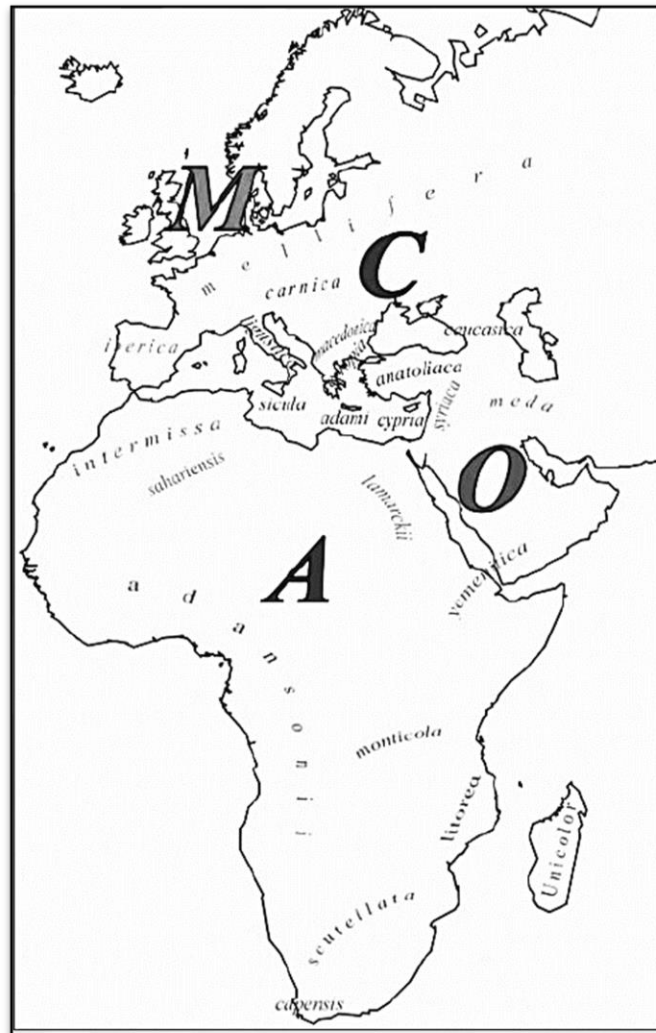 M
mellifera
C
carnica
iberica
ligustica
macedonica
caucasica
anatoliaca
sicula
adami cypria
syriaca
meda
intermissa
sahariensis
lamarckii
O
A
adansonii
yemenitica
monticola
litorea
Unicolor
scutellata
capensis